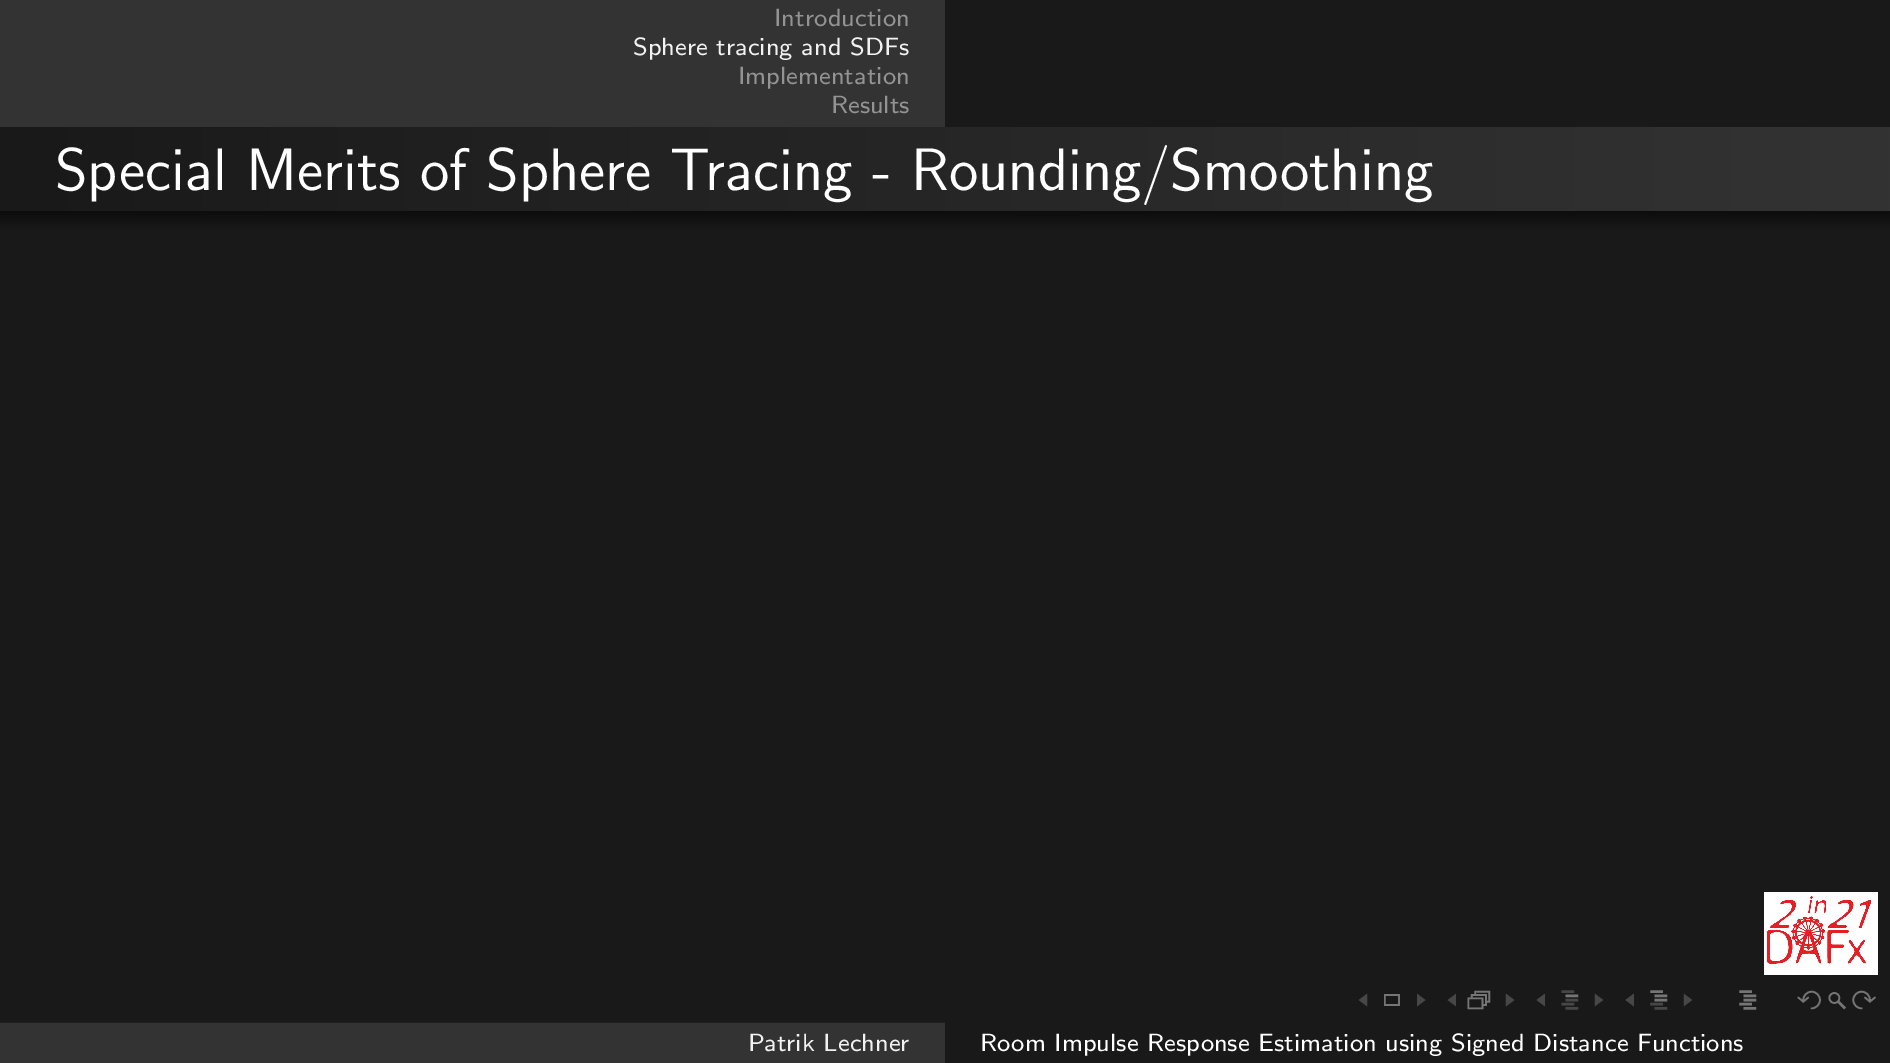 Introduction
Sphere tracing and SDFs
Implementation
Results
Special Merits of Sphere Tracing - Rounding/Smoothing
2 in 21
DAFx
Patrik Lechner
Room Impulse Response Estimation using Signed Distance Functions